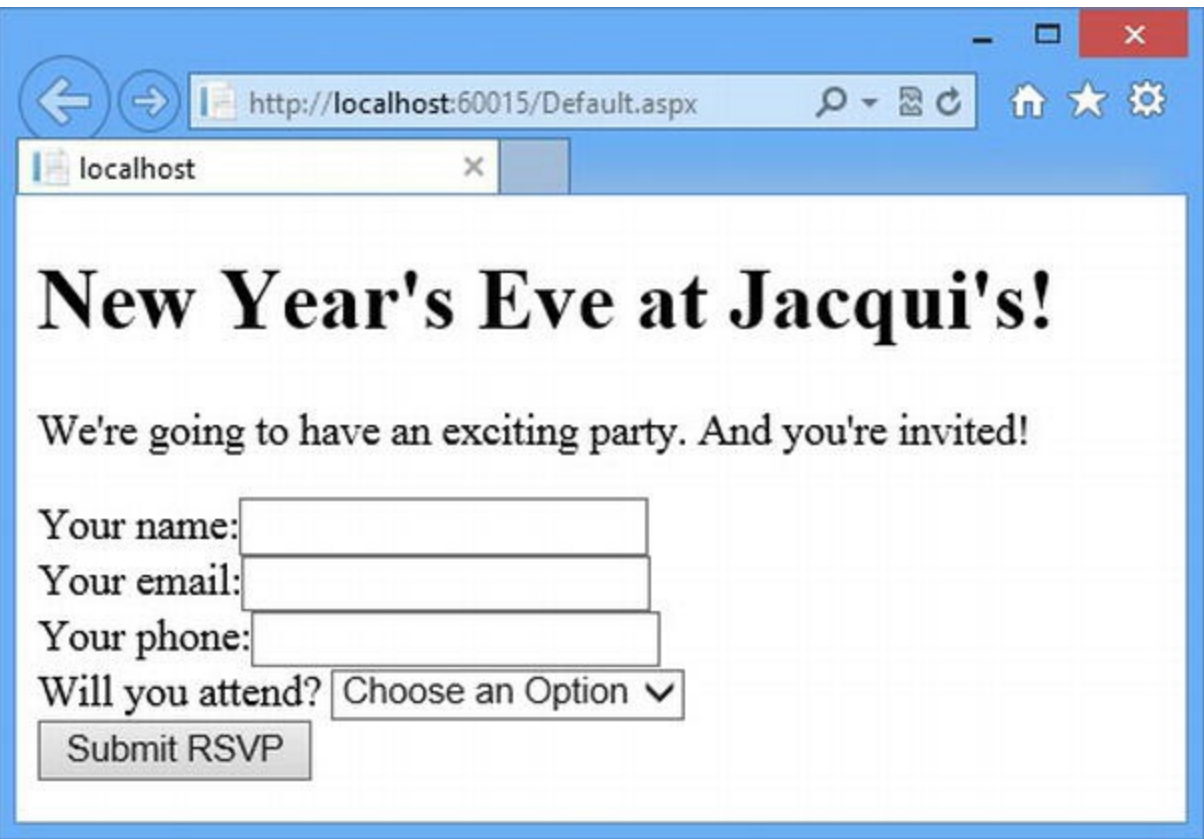 http://localhost:60015/Default.aspx
localhost
New Year's Eve at Jacqui's!
We're going to have an exciting party. And you're invited!
Your name:
Your email:
Your phone:
Will you attend? Choose an Option
Submit RSVP